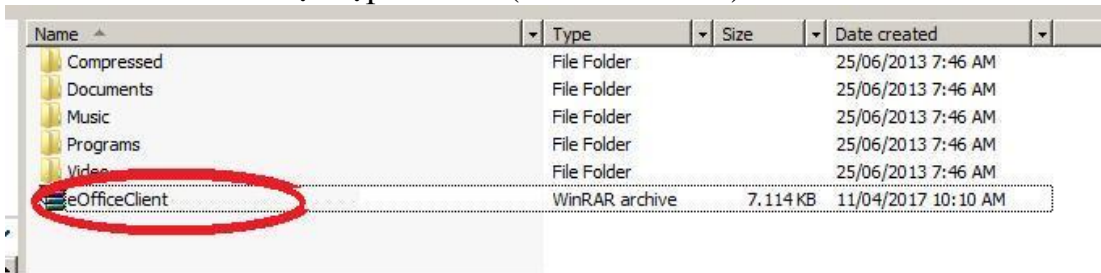 Name Type Size Date created
Compressed File Folder 25/06/2013 7:46 AM
Documents File Folder 25/06/2013 7:46 AM
Music File Folder 25/06/2013 7:46 AM
Programs File Folder 25/06/2013 7:46 AM
Video File Folder 25/06/2013 7:46 AM
eOfficeClient WinRAR archive 7.114 KB 11/04/2017 10:10 AM